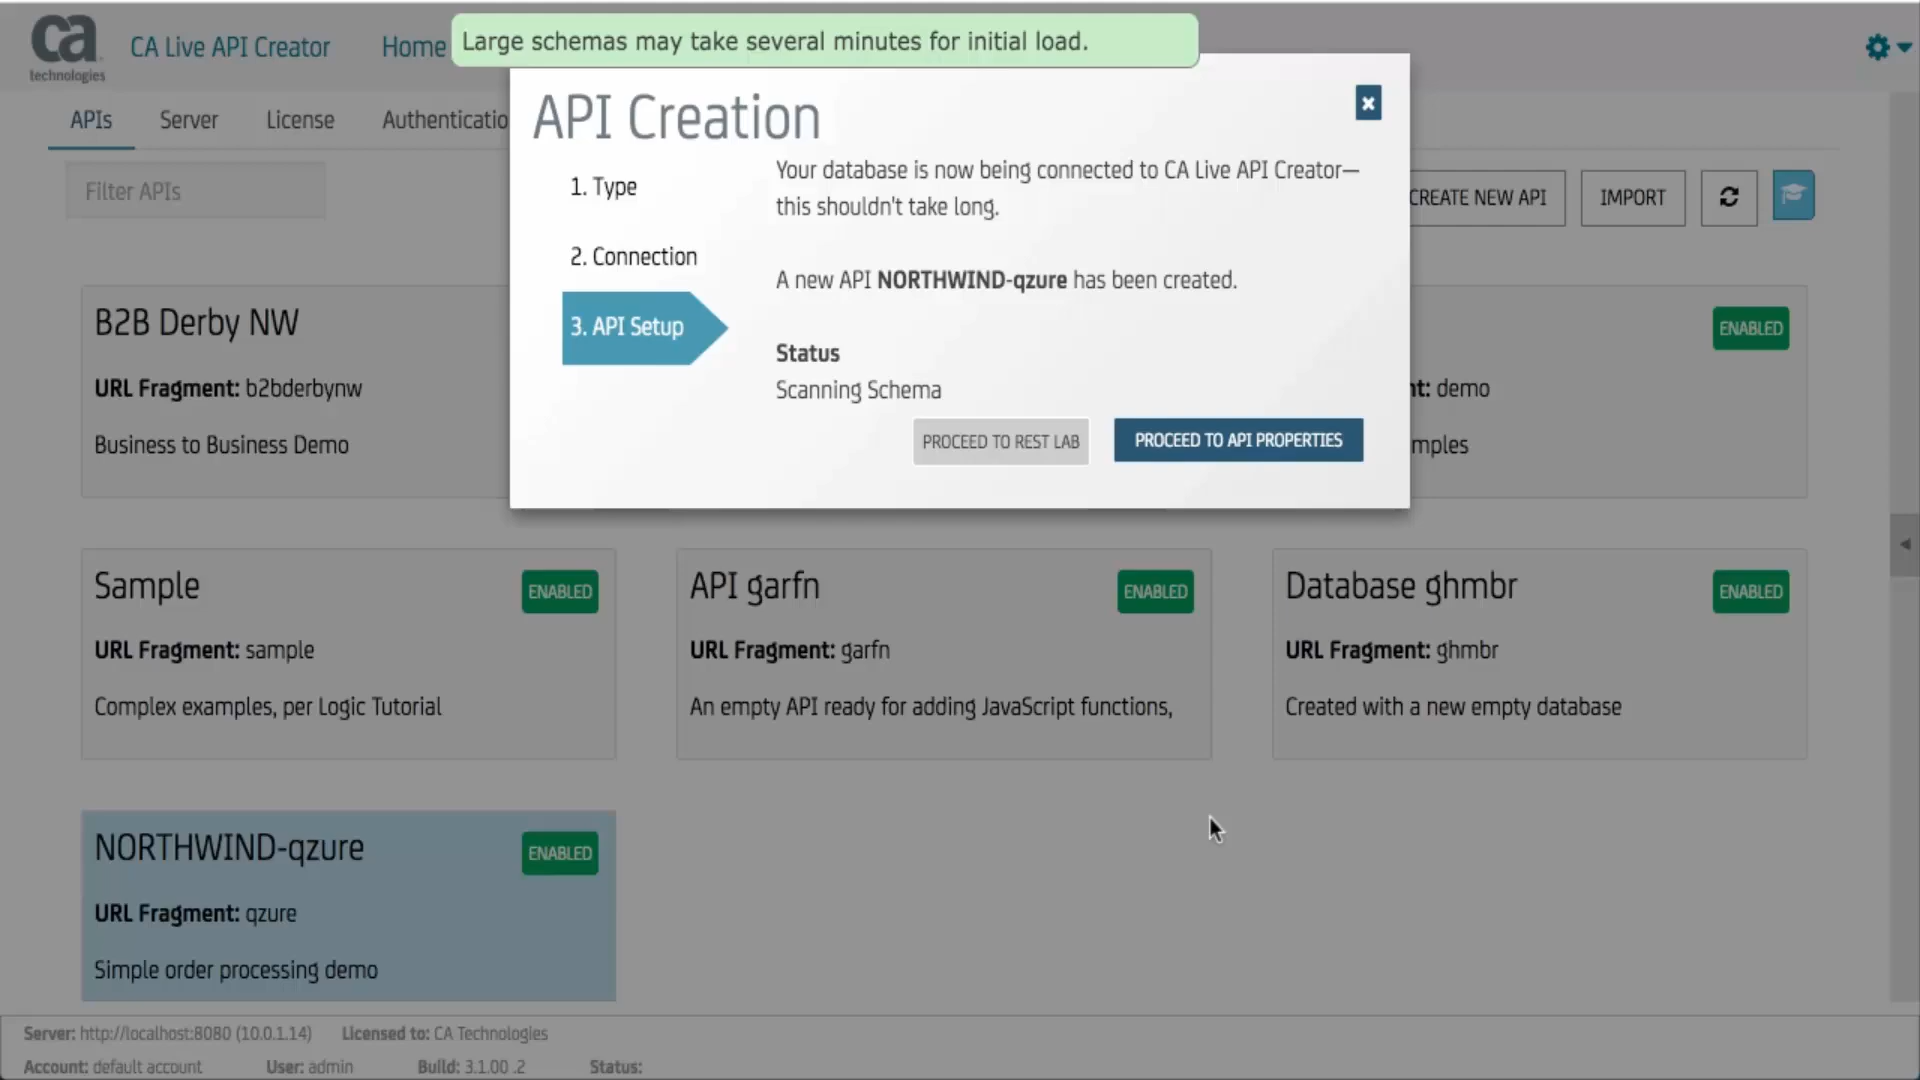 ca
technologies
CA Live API Creator
Home
Large schemas may take several minutes for initial load.
APIs
Server
License
Authenticatio
Filter APIs
CREATE NEW API
IMPORT
API Creation
1. Type
2. Connection
3. API Setup
Your database is now being connected to CA Live API Creator—
this shouldn't take long.
A new API NORTHWIND-qzure has been created.
Status
Scanning Schema
PROCEED TO REST LAB
PROCEED TO API PROPERTIES
B2B Derby NW
URL Fragment: b2bderbynw
Business to Business Demo
ENABLED
nt: demo
mples
Sample
ENABLED
URL Fragment: sample
Complex examples, per Logic Tutorial
API garfn
ENABLED
URL Fragment: garfn
An empty API ready for adding JavaScript functions,
Database ghmbr
ENABLED
URL Fragment: ghmbr
Created with a new empty database
NORTHWIND-qzure
ENABLED
URL Fragment: qzure
Simple order processing demo
Server: http://localhost:8080 (10.0.1.14) Licensed to: CA Technologies
Account: default account User: admin Build: 3.1.00 .2 Status: